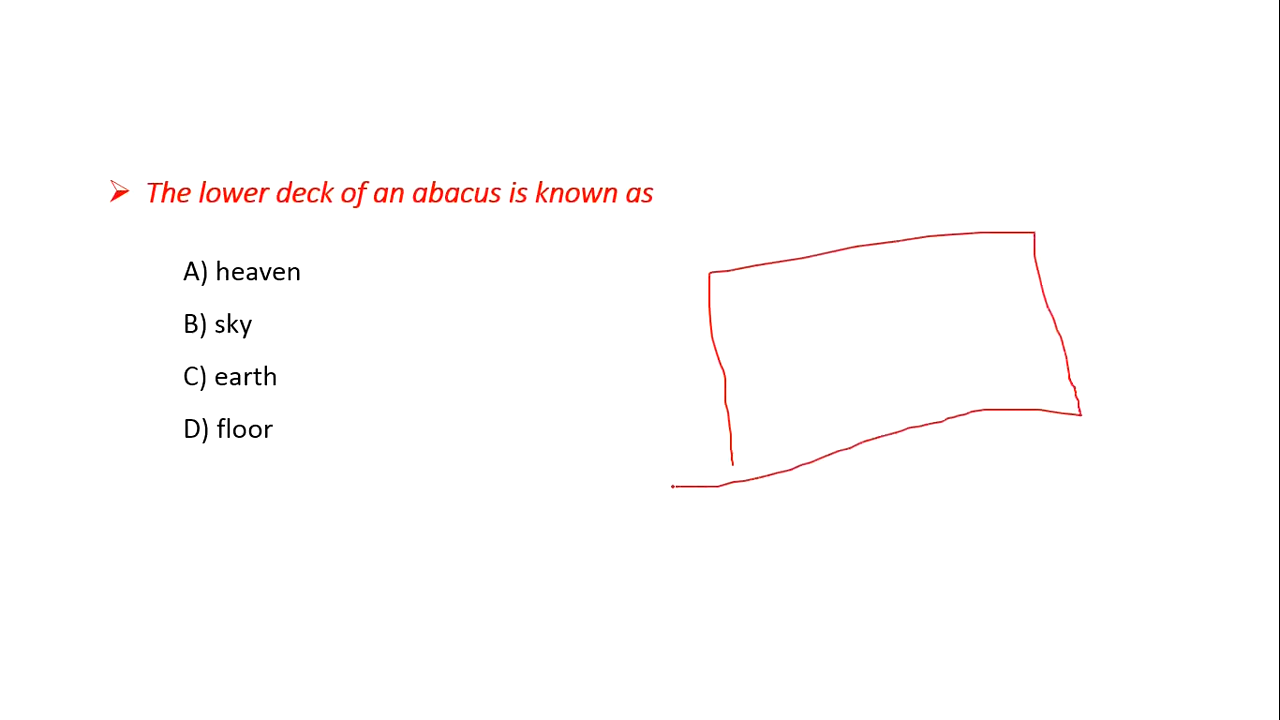 The lower deck of an abacus is known as
A) heaven
B) sky
C) earth
D) floor